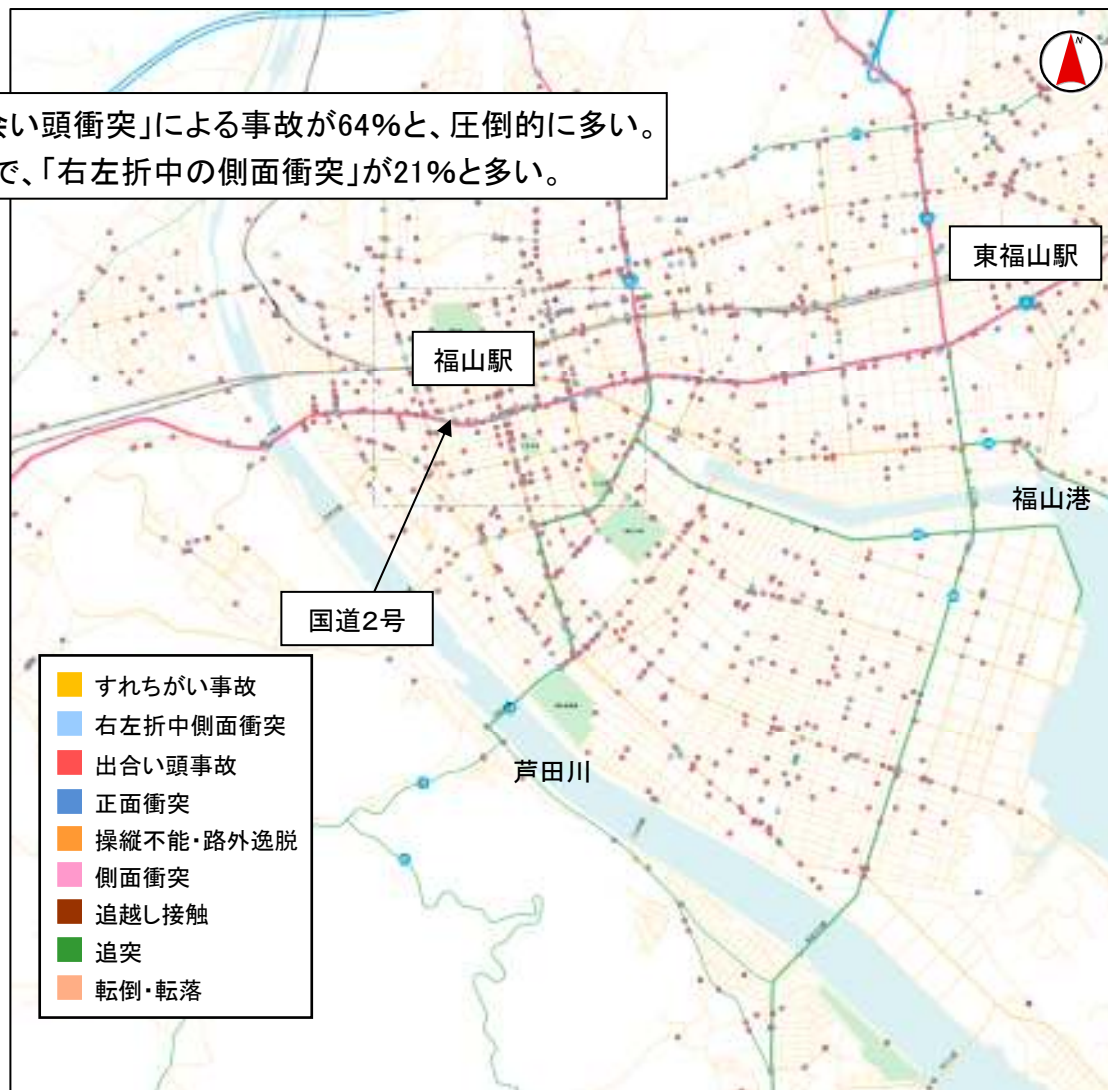 い頭衝突」による事故が64%と、圧倒的に多い。
で、「右左折中の側面衝突」が21%と多い。
N
東福山駅
福山駅
福山港
国道2号
芦田川
すれちがい事故
右左折中側面衝突
出合い頭事故
正面衝突
操縦不能・路外逸脱
側面衝突
追越し接触
追突
転倒・転落